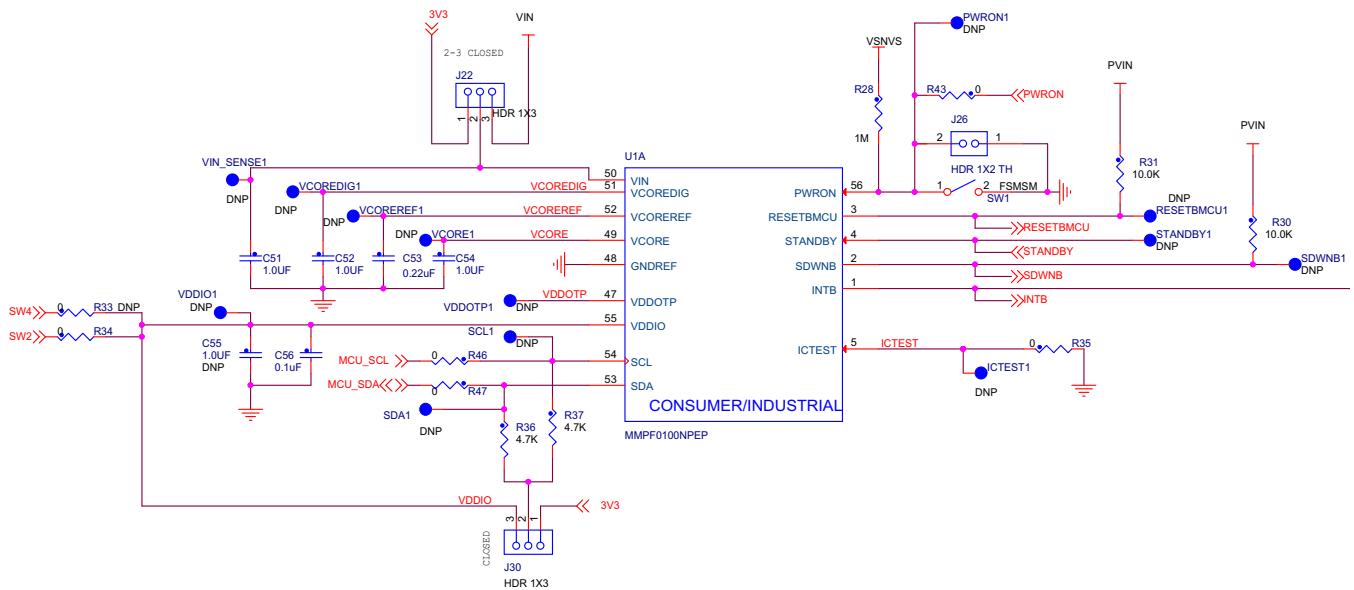 3V3
VIN
2-3 CLOSED
J22
HDR 1X3
1
2
3
VIN_SENSE1
DNP
VCOREDIG1
DNP
VCOREDIG
VCOREREF1
DNP
VCOREREF
VCORE1
DNP
VCORE
C51
1.0UF
C52
1.0UF
C53
0.22uF
C54
1.0UF
VDDIO1
DNP
SW4
0
R33
DNP
SW2
0
R34
C55
1.0UF
DNP
C56
0.1uF
VDDOTP
VDDOTP1
DNP
SCL1
DNP
MCU_SCL
0
R46
MCU_SDA
0
R47
SDA1
DNP
R36
4.7K
R37
4.7K
VDDIO
3V3
3
2
1
CLOSED
J30
HDR 1X3
U1A
50
VIN
51
VCOREDIG
52
VCOREREF
49
VCORE
48
GNDREF
47
VDDOTP
55
VDDIO
54
SCL
53
SDA
PWRON
56
RESETBMCU
3
STANDBY
4
SDWNB
2
INTB
1
ICTEST
5
CONSUMER/INDUSTRIAL
MMPF0100NPEP
PWRON1
DNP
VSNVS
R28
1M
R43
0
PWRON
J26
2
1
HDR 1X2 TH
1
2
FSMSM
SW1
PVIN
R31
10.0K
DNP
RESETBMCU1
RESETBMCU
STANDBY1
DNP
STANDBY
PVIN
R30
10.0K
SDWNB1
DNP
SDWNB
INTB
ICTEST
0
R35
ICTEST1
DNP